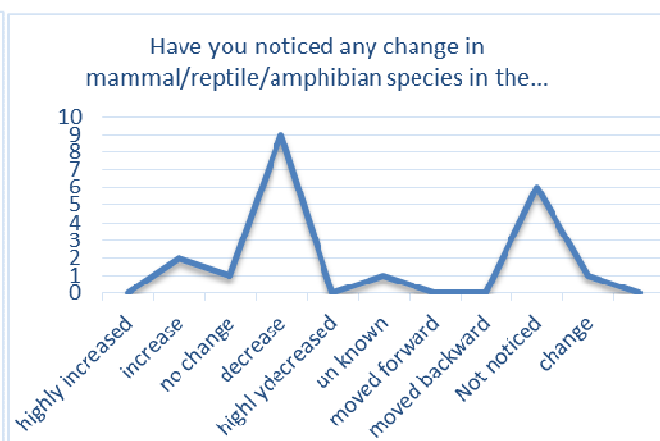 Have you noticed any change in
mammal/reptile/amphibian species in the...
10
9
8
7
6
5
4
3
2
1
0
highly increased
increase
no change
decrease
highl ydecreased
un known
moved forward
moved backward
Not noticed
change